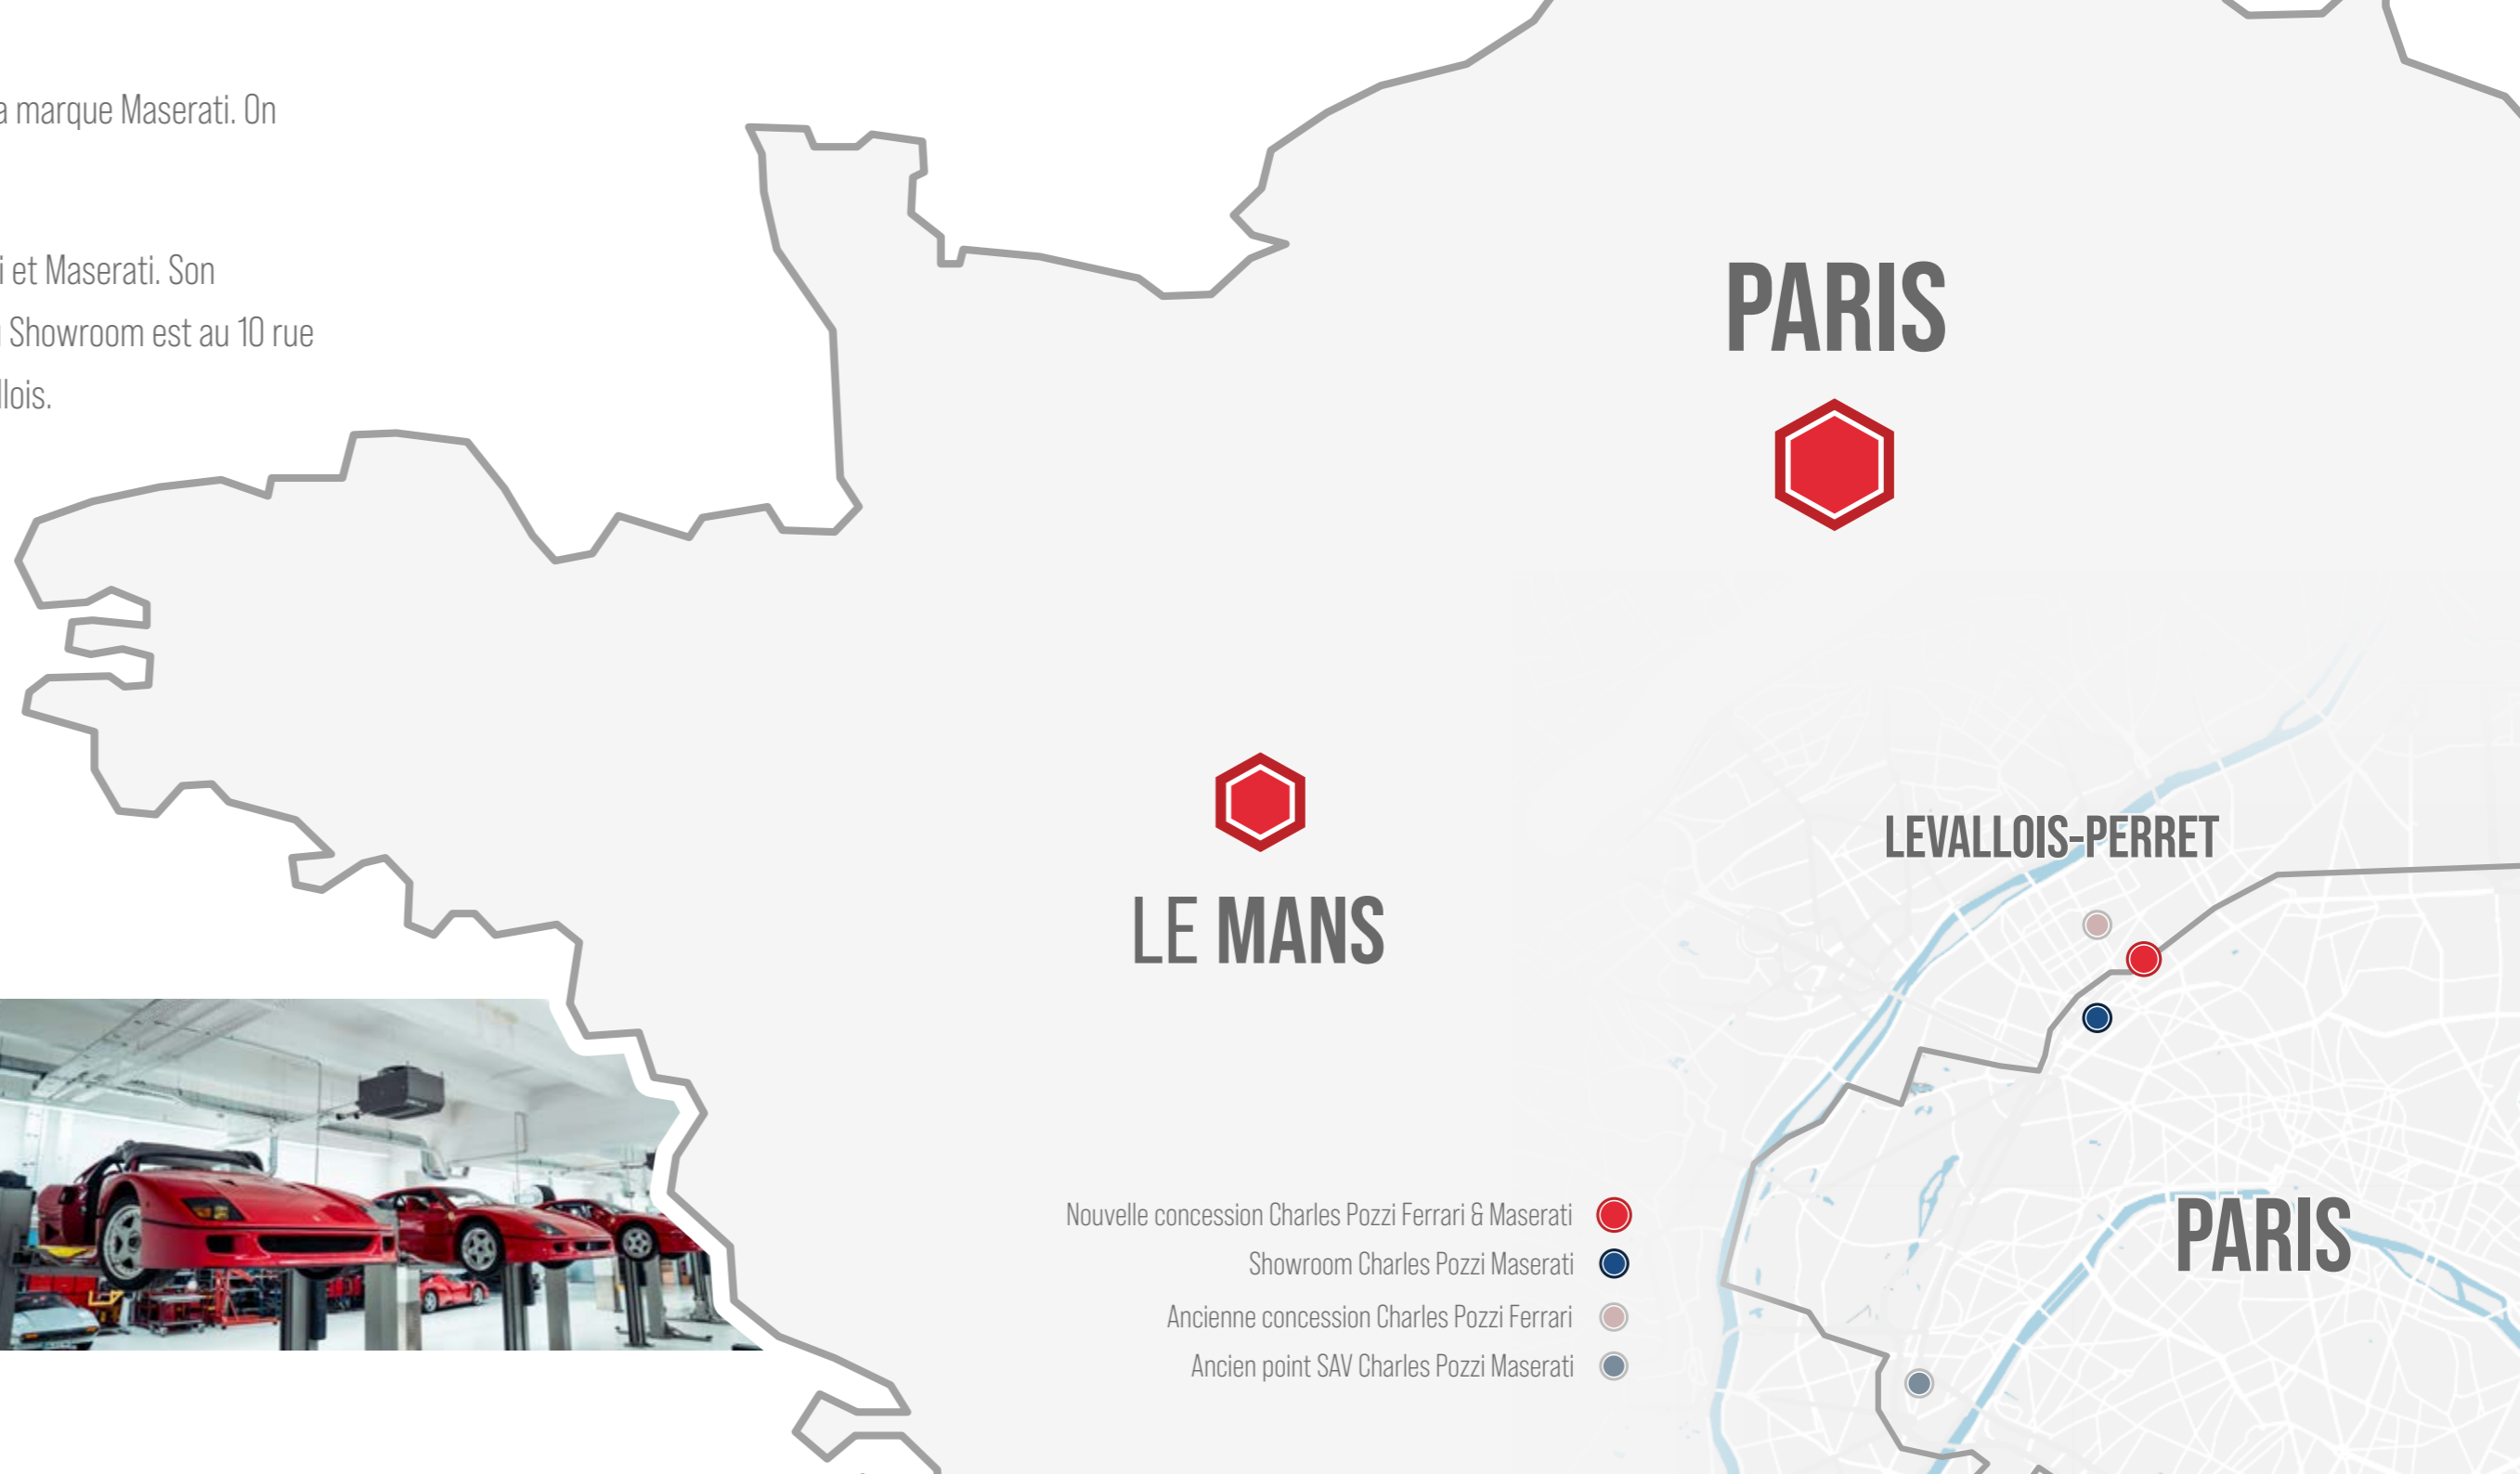 a marque Maserati. On
i et Maserati. Son
Showroom est au 10 rue
llois.
PARIS
LE MANS
LEVALLOIS-PERRET
PARIS
Nouvelle concession Charles Pozzi Ferrari & Maserati
Showroom Charles Pozzi Maserati
Ancienne concession Charles Pozzi Ferrari
Ancien point SAV Charles Pozzi Maserati